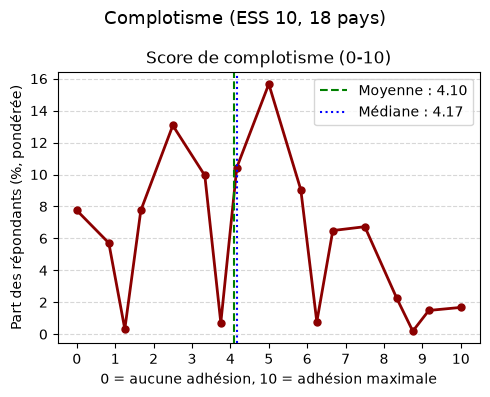 Complotisme (ESS 10, 18 pays)
Score de complotisme (0-10)
Moyenne : 4.10
Médiane : 4.17
Part des répondants (%, pondérée)
16
14
12
10
8
6
4
2
0
0 1 2 3 4 5 6 7 8 9 10
0 = aucune adhésion, 10 = adhésion maximale